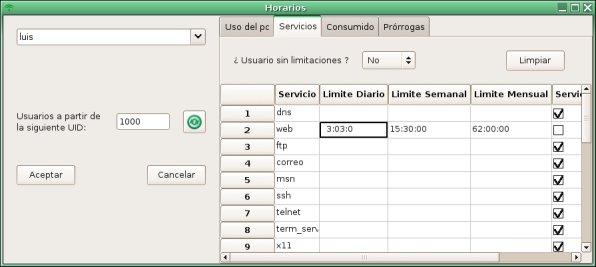 Horarios
luis
Usuarios a partir de
la siguiente UID:
1000
Aceptar
Cancelar
Uso del pc
Servicios
Consumido
Prórrogas
¿ Usuario sin limitaciones ?
No
Limpiar
Servicio Limite Diario Limite Semanal Limite Mensual Servic
1 dns
2 web 3:03:0 15:30:00 62:00:00
3 ftp
4 correo
5 msn
6 ssh
7 telnet
8 term_serv
9 x11